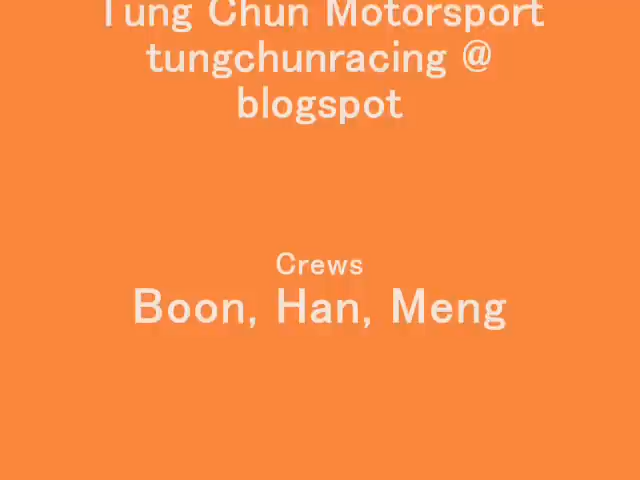 Tung Chun Motorsport
tungchunracing @
blogspot
Crews
Boon, Han, Meng